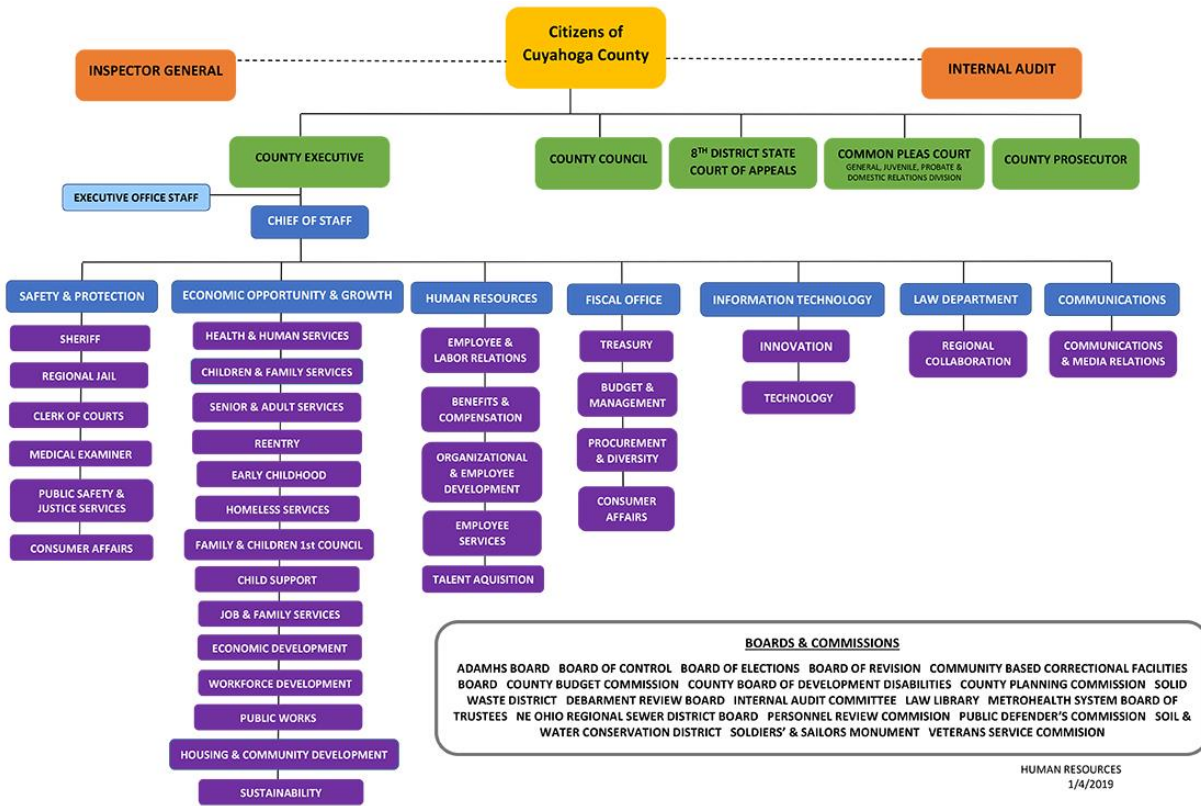 Citizens of
Cuyahoga County
INSPECTOR GENERAL
INTERNAL AUDIT
COUNTY EXECUTIVE
COUNTY COUNCIL
8TH DISTRICT STATE
COURT OF APPEALS
COMMON PLEAS COURT
GENERAL, JUVENILE, PROBATE &
DOMESTIC RELATIONS DIVISION
COUNTY PROSECUTOR
EXECUTIVE OFFICE STAFF
CHIEF OF STAFF
SAFETY & PROTECTION
SHERIFF
REGIONAL JAIL
CLERK OF COURTS
MEDICAL EXAMINER
PUBLIC SAFETY &
JUSTICE SERVICES
CONSUMER AFFAIRS
ECONOMIC OPPORTUNITY & GROWTH
HEALTH & HUMAN SERVICES
CHILDREN & FAMILY SERVICES
SENIOR & ADULT SERVICES
REENTRY
EARLY CHILDHOOD
HOMELESS SERVICES
FAMILY & CHILDREN 1st COUNCIL
CHILD SUPPORT
JOB & FAMILY SERVICES
ECONOMIC DEVELOPMENT
WORKFORCE DEVELOPMENT
PUBLIC WORKS
HOUSING & COMMUNITY DEVELOPMENT
SUSTAINABILITY
HUMAN RESOURCES
EMPLOYEE &
LABOR RELATIONS
BENEFITS &
COMPENSATION
ORGANIZATIONAL
& EMPLOYEE
DEVELOPMENT
EMPLOYEE
SERVICES
TALENT AQUISITION
FISCAL OFFICE
TREASURY
BUDGET &
MANAGEMENT
PROCUREMENT
& DIVERSITY
CONSUMER
AFFAIRS
INFORMATION TECHNOLOGY
INNOVATION
TECHNOLOGY
LAW DEPARTMENT
REGIONAL
COLLABORATION
COMMUNICATIONS
COMMUNICATIONS
& MEDIA RELATIONS
BOARDS & COMMISSIONS
ADAMHS BOARD BOARD OF CONTROL BOARD OF ELECTIONS BOARD OF REVISION COMMUNITY BASED CORRECTIONAL FACILITIES
BOARD COUNTY BUDGET COMMISSION COUNTY BOARD OF DEVELOPMENT DISABILITIES COUNTY PLANNING COMMISSION SOLID
WASTE DISTRICT DEBARMENT REVIEW BOARD INTERNAL AUDIT COMMITTEE LAW LIBRARY METROHEALTH SYSTEM BOARD OF
TRUSTEES NE OHIO REGIONAL SEWER DISTRICT BOARD PERSONNEL REVIEW COMMISION PUBLIC DEFENDER'S COMMISSION SOIL &
WATER CONSERVATION DISTRICT SOLDIERS' & SAILORS MONUMENT VETERANS SERVICE COMMISION
HUMAN RESOURCES
1/4/2019